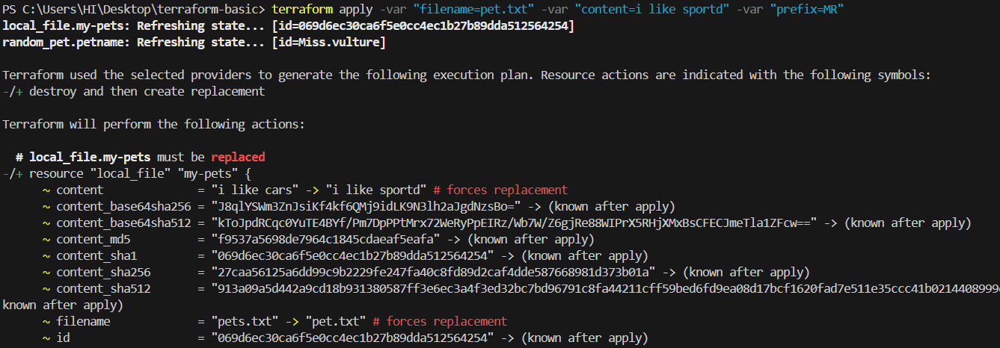 PS C:\Users\HI\Desktop\terraform-basic> terraform apply -var "filename=pet.txt" -var "content=i like sportd" -var "prefix=MR"
local_file.my-pets: Refreshing state... [id=069d6ec30ca6f5e0cc4ec1b27b89dda512564254]
random_pet.petname: Refreshing state... [id=Miss.vulture]
Terraform used the selected providers to generate the following execution plan. Resource actions are indicated with the following symbols:
-/+ destroy and then create replacement
Terraform will perform the following actions:
# local_file.my-pets must be replaced
-/+ resource "local_file" "my-pets" {
~ content = "i like cars" -> "i like sportd" # forces replacement
~ content_base64sha256 = "J8qlYSWm3ZnJsiKf4kf6QMj9idLK9N3lh2aJgdNzsBo=" -> (known after apply)
~ content_base64sha512 = "kToJpdRCqc0YuTE4BYf/Pm7DpPPtMrx72WeRyPpEIRz/Wb7W/Z6gjRe88WIPrX5RHjXMxBsCFECJmeTla1ZFcw==" -> (known after apply)
~ content_md5 = "f9537a5698de7964c1845cdaeaf5eafa" -> (known after apply)
~ content_sha1 = "069d6ec30ca6f5e0cc4ec1b27b89dda512564254" -> (known after apply)
~ content_sha256 = "27caa56125a6dd99c9b2229fe247fa40c8fd89d2caf4dde587668981d373b01a" -> (known after apply)
~ content_sha512 = "913a09a5d442a9cd18b931380587ff3e6ec3a4f3ed32bc7bd96791c8fa44211cff59bed6fd9ea08d17bcf1620fad7e511e35ccc41b0214408999
known after apply)
~ filename = "pets.txt" -> "pet.txt" # forces replacement
~ id = "069d6ec30ca6f5e0cc4ec1b27b89dda512564254" -> (known after apply)